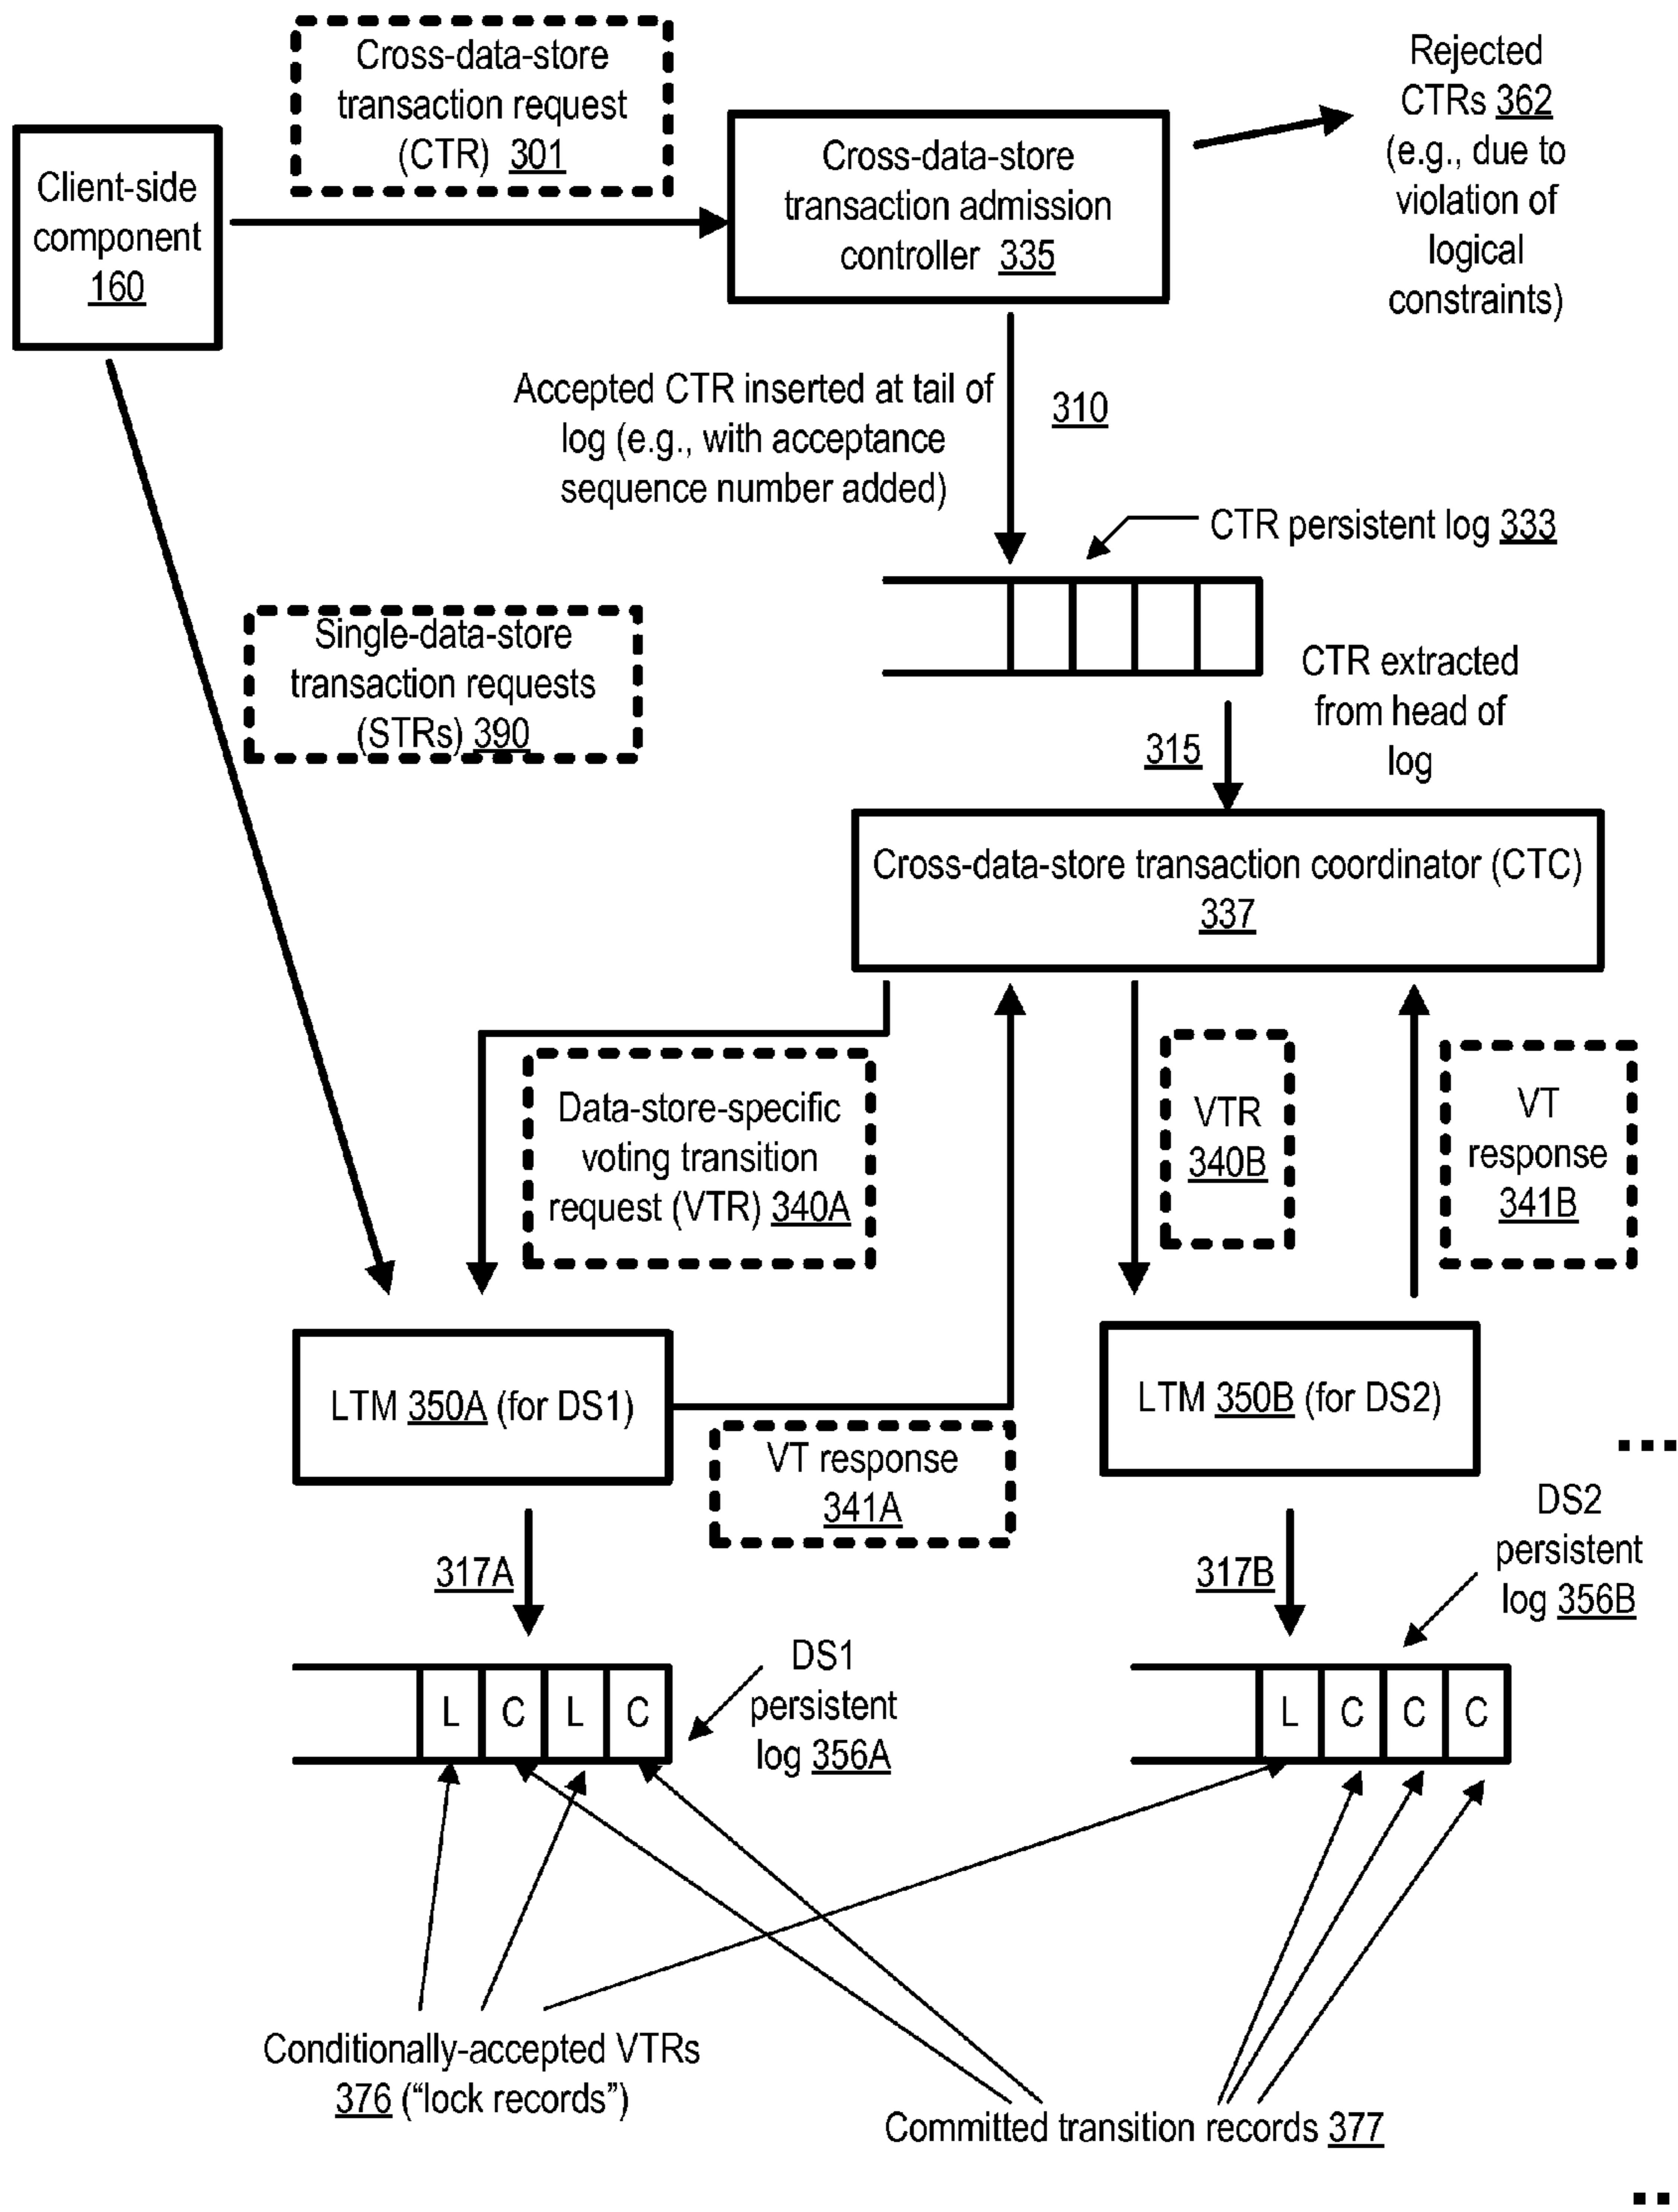 Cross-data-store
transaction request
(CTR) 301
Rejected
CTRs 362
(e.g., due to
violation of
logical
constraints)
Client-side
component
160
Cross-data-store
transaction admission
controller 335
Accepted CTR inserted at tail of
log (e.g., with acceptance
sequence number added)
310
CTR persistent log 333
Single-data-store
transaction requests
(STRs) 390
CTR extracted
from head of
log
315
Cross-data-store transaction coordinator (CTC)
337
Data-store-specific
voting transition
request (VTR) 340A
VTR
340B
VT
response
341B
LTM 350A (for DS1)
LTM 350B (for DS2)
VT response
341A
317A
317B
DS2
persistent
log 356B
DS1
persistent
log 356A
L C L C
L C C C
Conditionally-accepted VTRs
376 (“lock records”)
Committed transition records 377